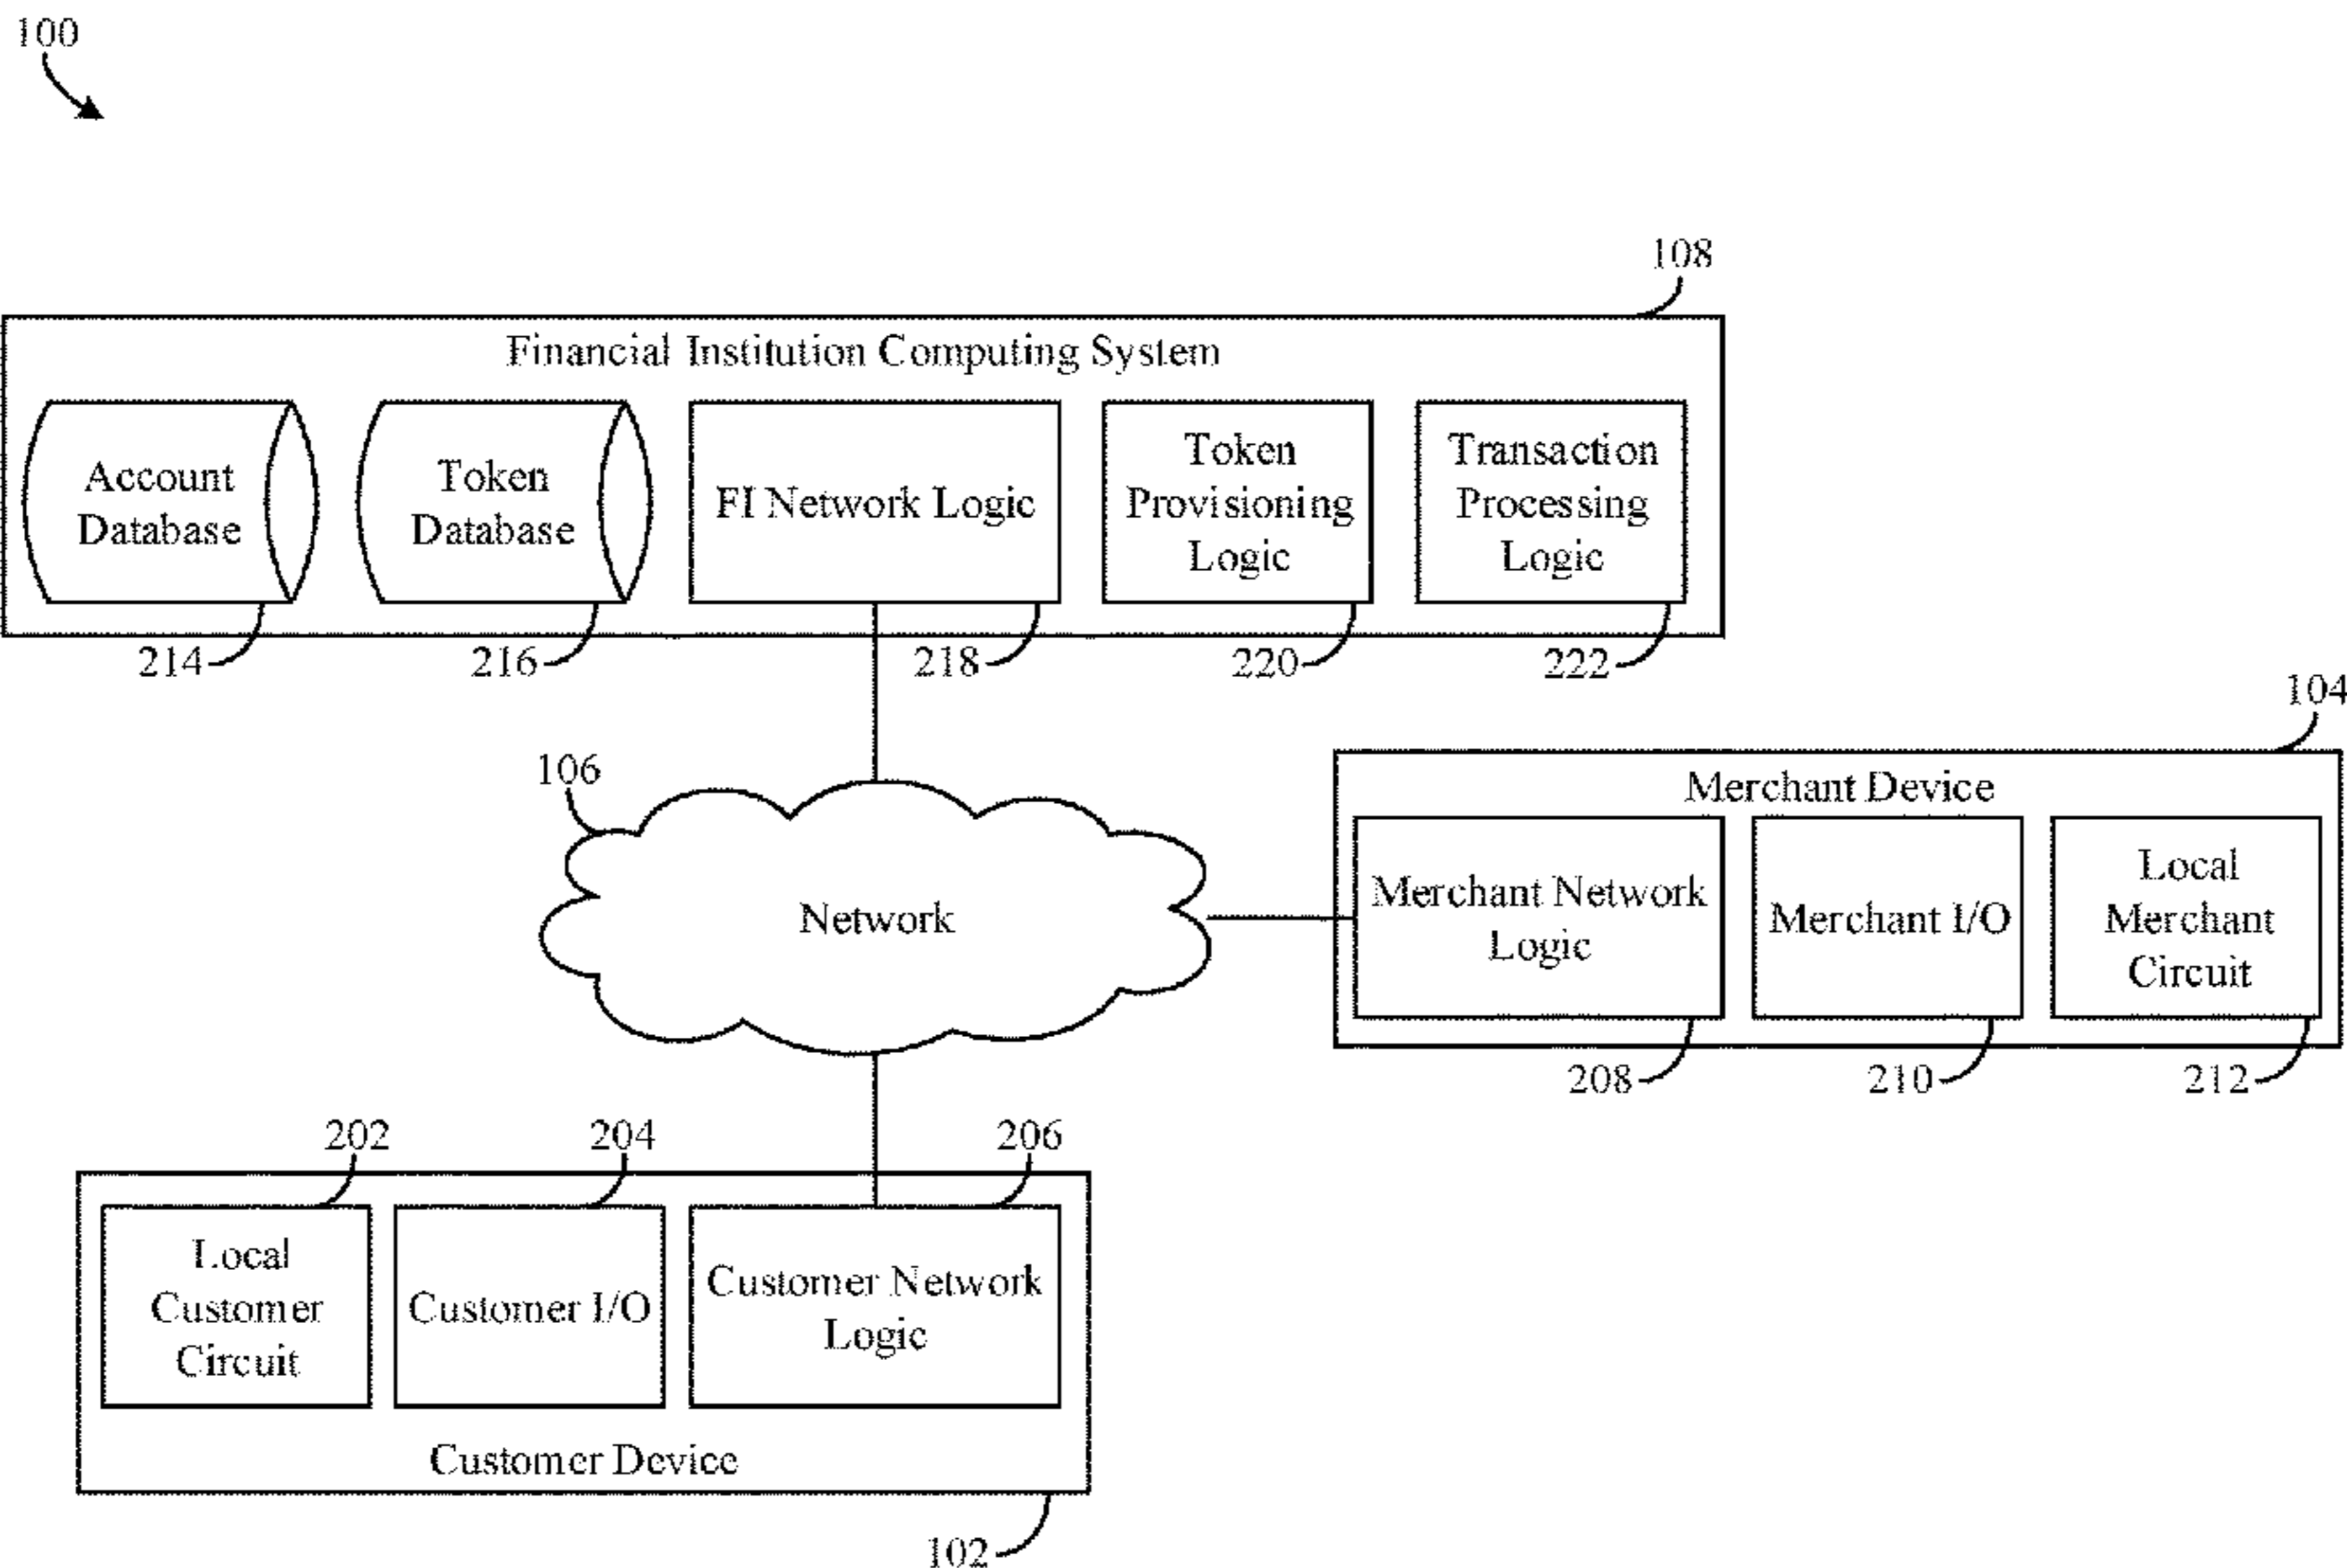 100
108
Financial Institution Computing System
Account
Database
Token
Database
FI Network Logic
Token
Provisioning
Logic
Transaction
Processing
Logic
214
216
218
220
222
104
106
Network
Merchant Device
Merchant Network
Logic
Merchant I/O
Local
Merchant
Circuit
208
210
212
202
204
206
Local
Customer
Circuit
Customer I/O
Customer Network
Logic
Customer Device
102